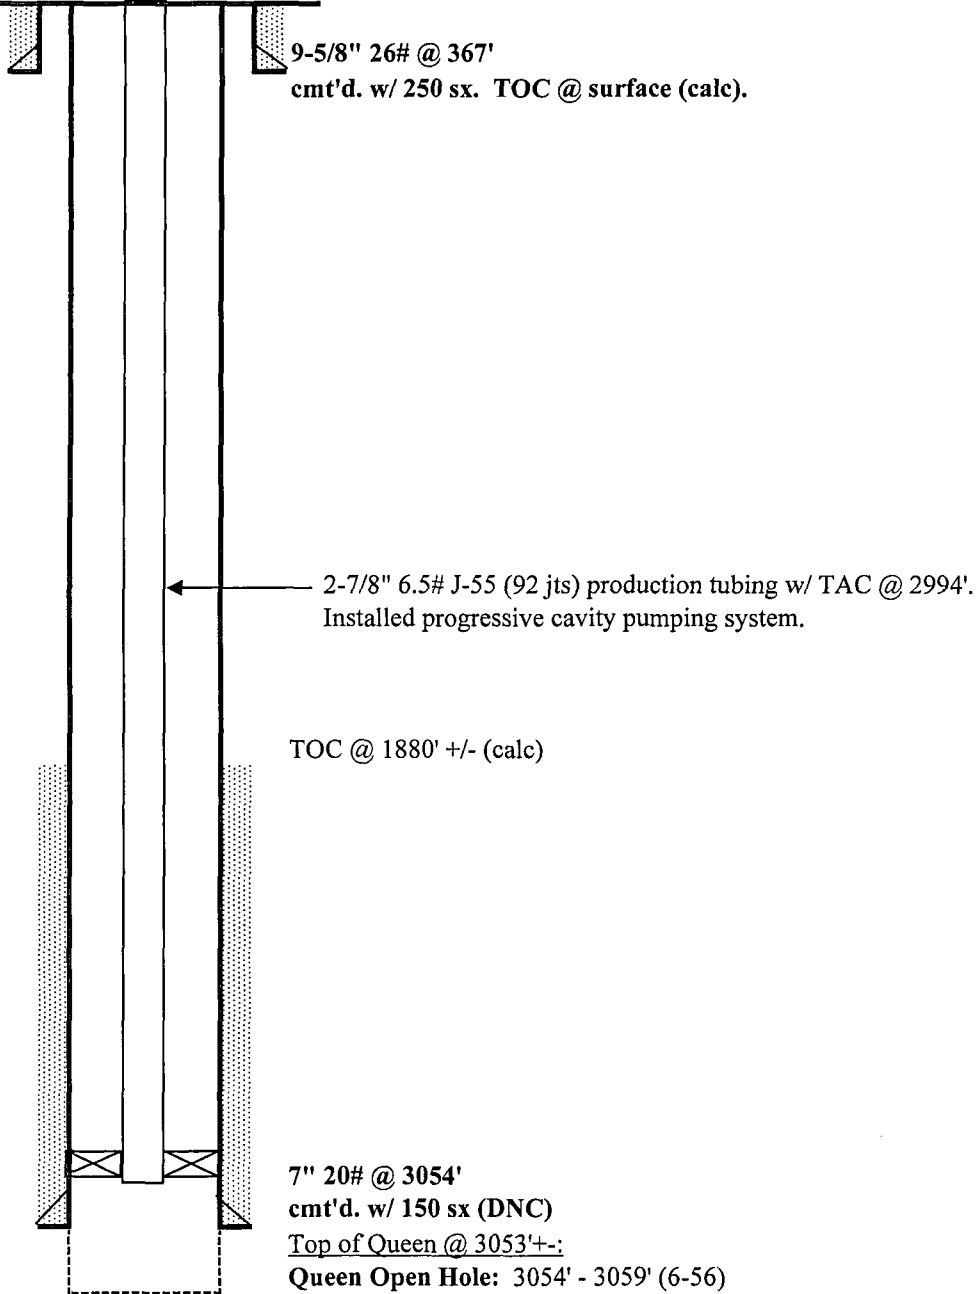 9-5/8" 26# @ 367'
cmt'd. w/ 250 sx.  TOC @ surface (calc).
2-7/8" 6.5# J-55 (92 jts) production tubing w/ TAC @ 2994'.
Installed progressive cavity pumping system.
TOC @ 1880' +/- (calc)
7" 20# @ 3054'
cmt'd. w/ 150 sx (DNC)
Top of Queen @ 3053'+-:
Queen Open Hole:  3054' - 3059' (6-56)